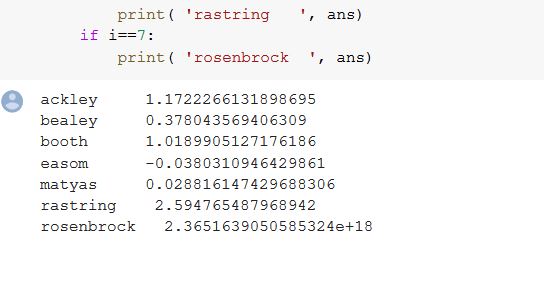 print( 'rastring   ', ans)
if i==7:
print( 'rosenbrock  ', ans)
ackley 1.1722266131898695
bealey 0.378043569406309
booth 1.0189905127176186
easom -0.0380310946429861
matyas 0.028816147429688306
rastring 2.594765487968942
rosenbrock 2.3651639050585324e+18